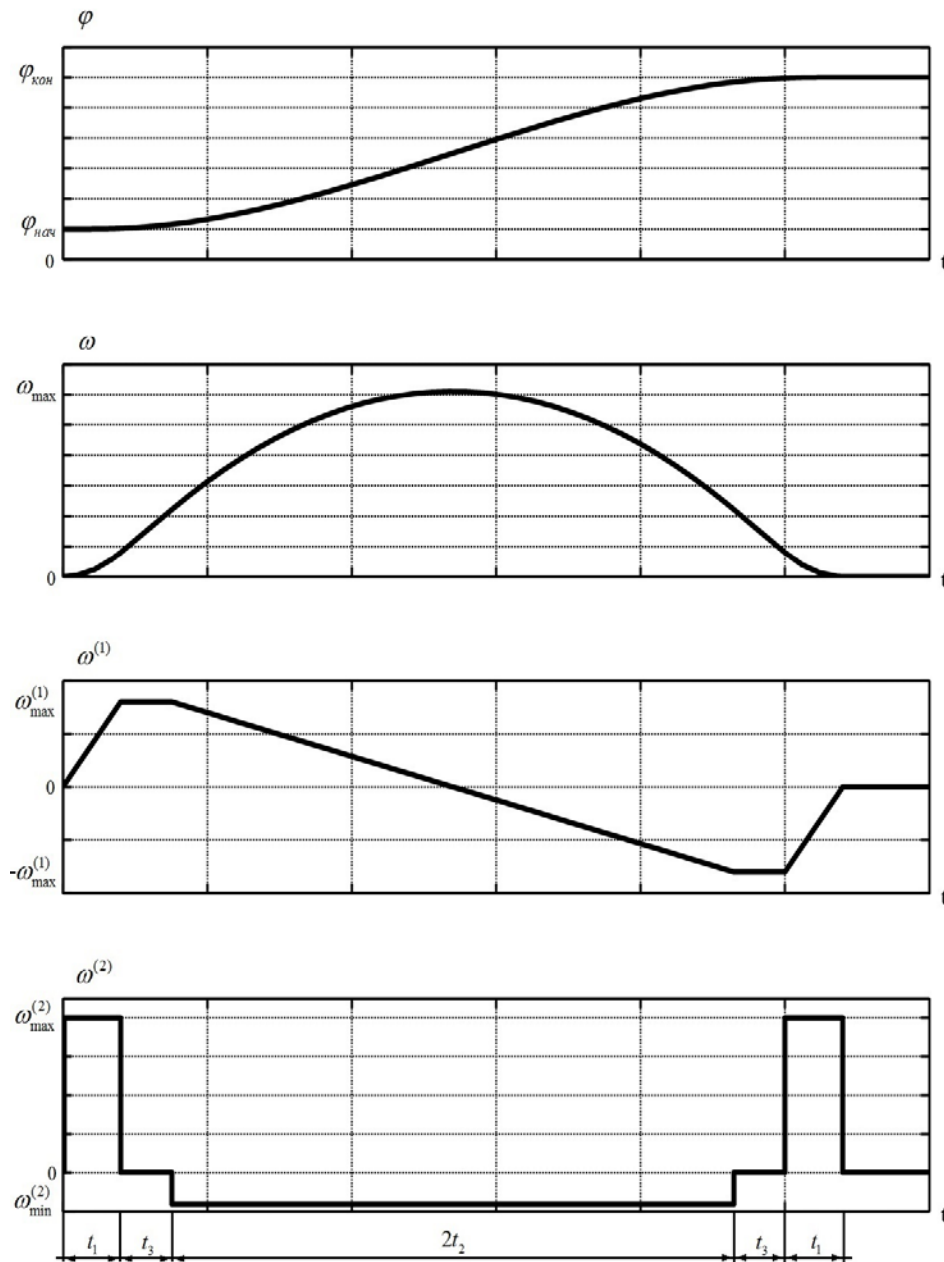 φ
φкон
φнач
0
t
ω
ωmax
0
t
ω(1)
ω(1)max
0
-ω(1)max
t
ω(2)
ω(2)max
0
ω(2)min
t
t1 t3 2t2 t3 t1